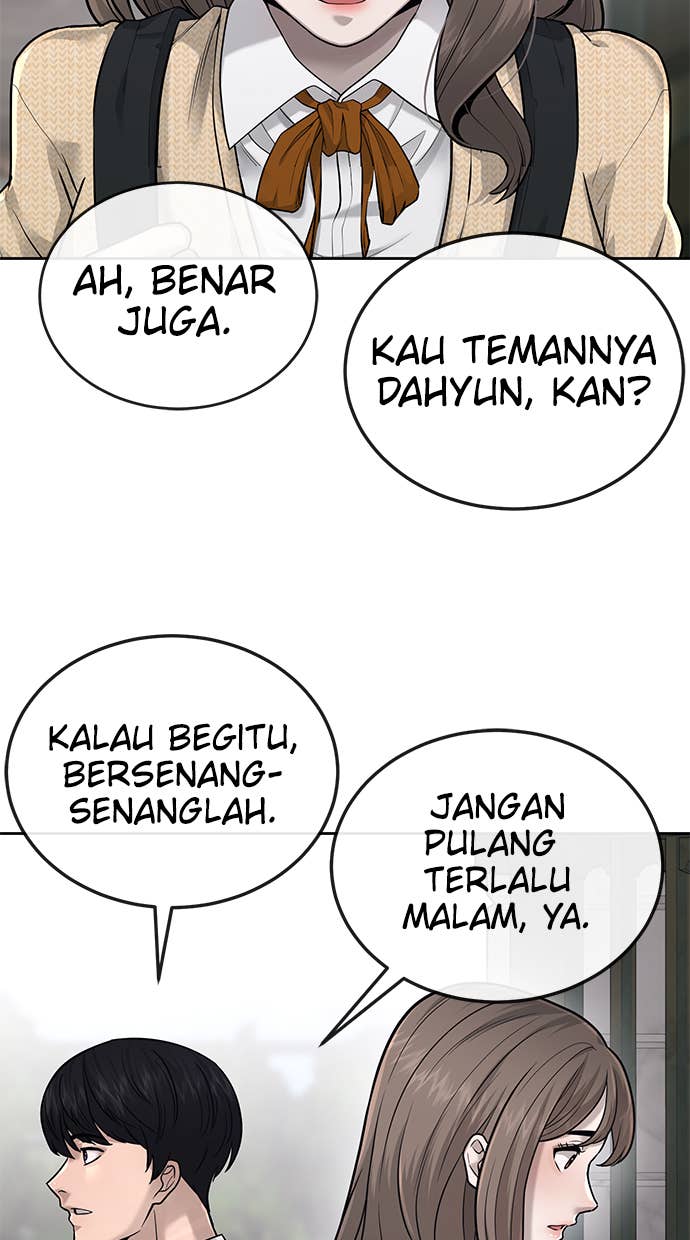 AH, BENAR
JUGA.
KAU TEMANNYA
DAHYUN, KAN?
KALAU BEGITU,
BERSENANG-
SENANGLAH.
JANGAN
PULANG
TERLALU
MALAM, YA.